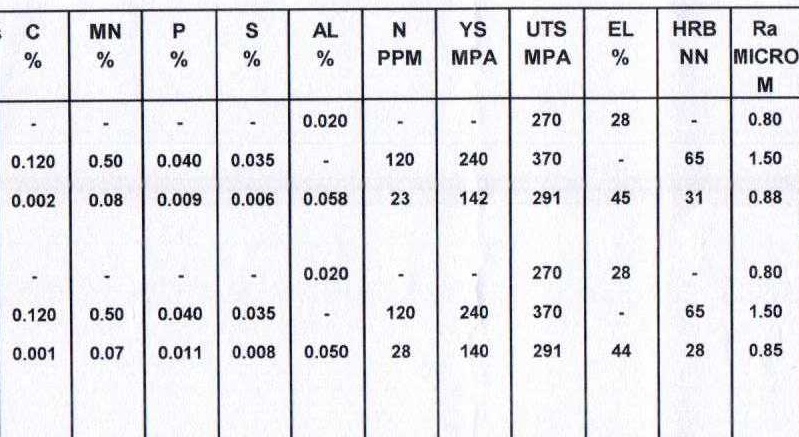 C MN P S AL N YS UTS EL HRB Ra
% % % % % PPM MPA MPA % NN MICRO
M
- - - - 0.020 - - 270 28 - 0.80
0.120 0.50 0.040 0.035 - 120 240 370 - 65 1.50
0.002 0.08 0.009 0.006 0.058 23 142 291 45 31 0.88
- - - - 0.020 - - 270 28 - 0.80
0.120 0.50 0.040 0.035 - 120 240 370 - 65 1.50
0.001 0.07 0.011 0.008 0.050 28 140 291 44 28 0.85